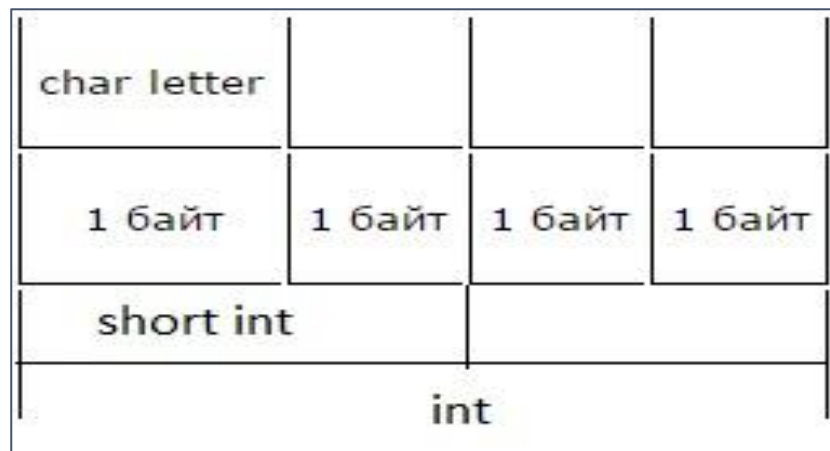 char letter
1 байт 1 байт 1 байт 1 байт
short int
int